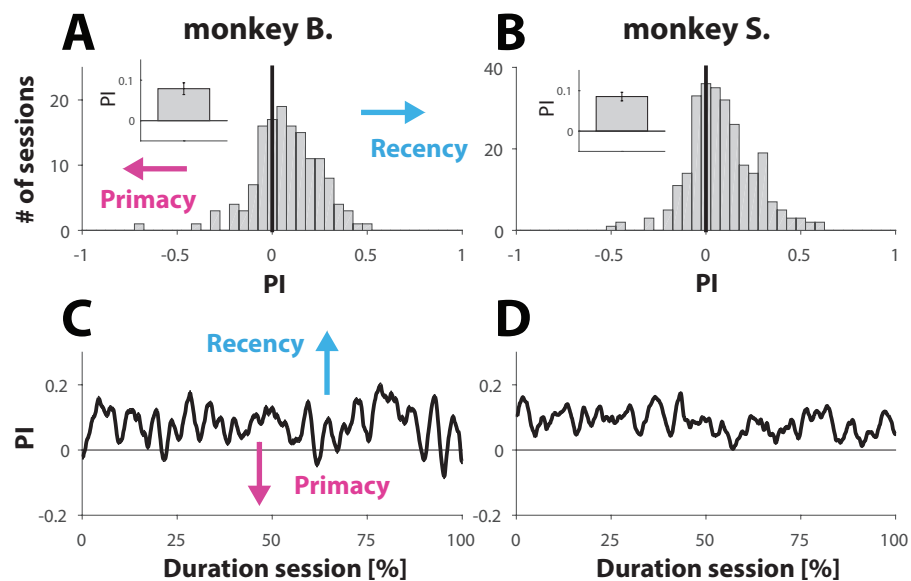 A
monkey B.
# of sessions
20
10
0
PI
0.1
0
Recency
Primacy
-1
-0.5
0
0.5
1
PI
B
monkey S.
40
20
0
PI
0.1
0
-1
-0.5
0
0.5
1
PI
C
Recency
PI
0.2
0
-0.2
Primacy
0
25
50
75
100
Duration session [%]
D
0.2
0
-0.2
0
25
50
75
100
Duration session [%]